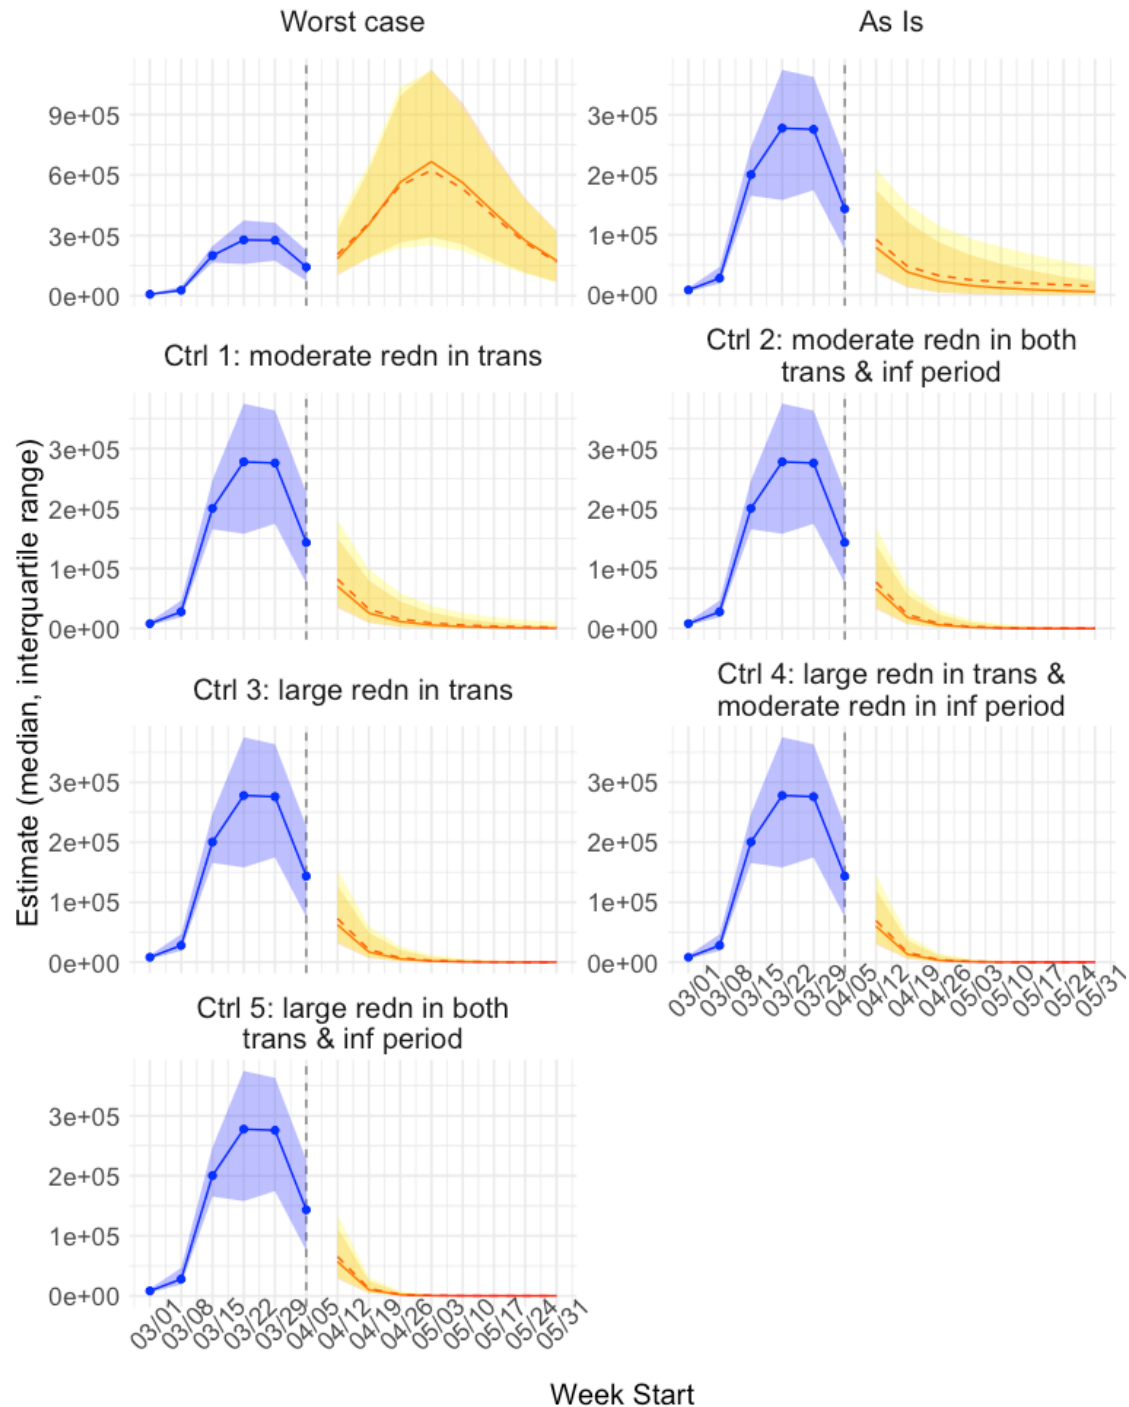 Worst case
As Is
9e+05
6e+05
3e+05
0e+00
3e+05
2e+05
1e+05
0e+00
Ctrl 1: moderate redn in trans
Ctrl 2: moderate redn in both
trans & inf period
3e+05
2e+05
1e+05
0e+00
3e+05
2e+05
1e+05
0e+00
Ctrl 3: large redn in trans
Ctrl 4: large redn in trans &
moderate redn in inf period
3e+05
2e+05
1e+05
0e+00
3e+05
2e+05
1e+05
0e+00
03/01 03/08 03/15 03/22 03/29 04/05 04/12 04/19 04/26 05/03 05/10 05/17 05/24 05/31
Ctrl 5: large redn in both
trans & inf period
3e+05
2e+05
1e+05
0e+00
03/01 03/08 03/15 03/22 03/29 04/05 04/12 04/19 04/26 05/03 05/10 05/17 05/24 05/31
Estimate (median, interquartile range)
Week Start